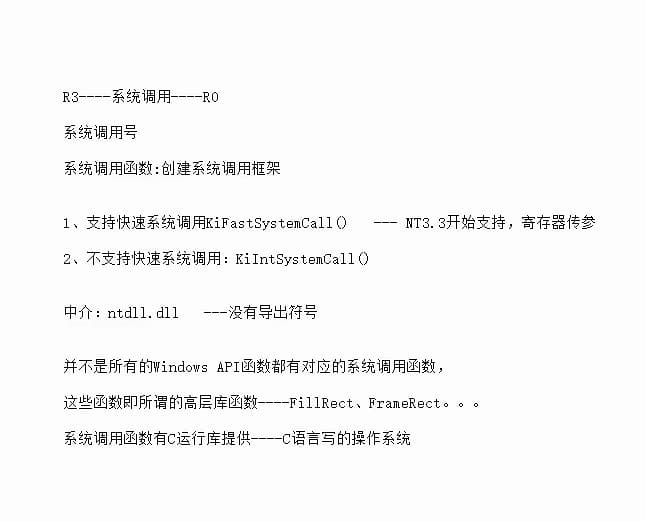 R3----系统调用----R0
系统调用号
系统调用函数:创建系统调用框架
1、支持快速系统调用KiFastSystemCall() --- NT3.3开始支持，寄存器传参
2、不支持快速系统调用：KiIntSystemCall()
中介：ntdll.dll ---没有导出符号
并不是所有的Windows API函数都有对应的系统调用函数，
这些函数即所谓的高层库函数----FillRect、FrameRect。。。
系统调用函数有C运行库提供----C语言写的操作系统